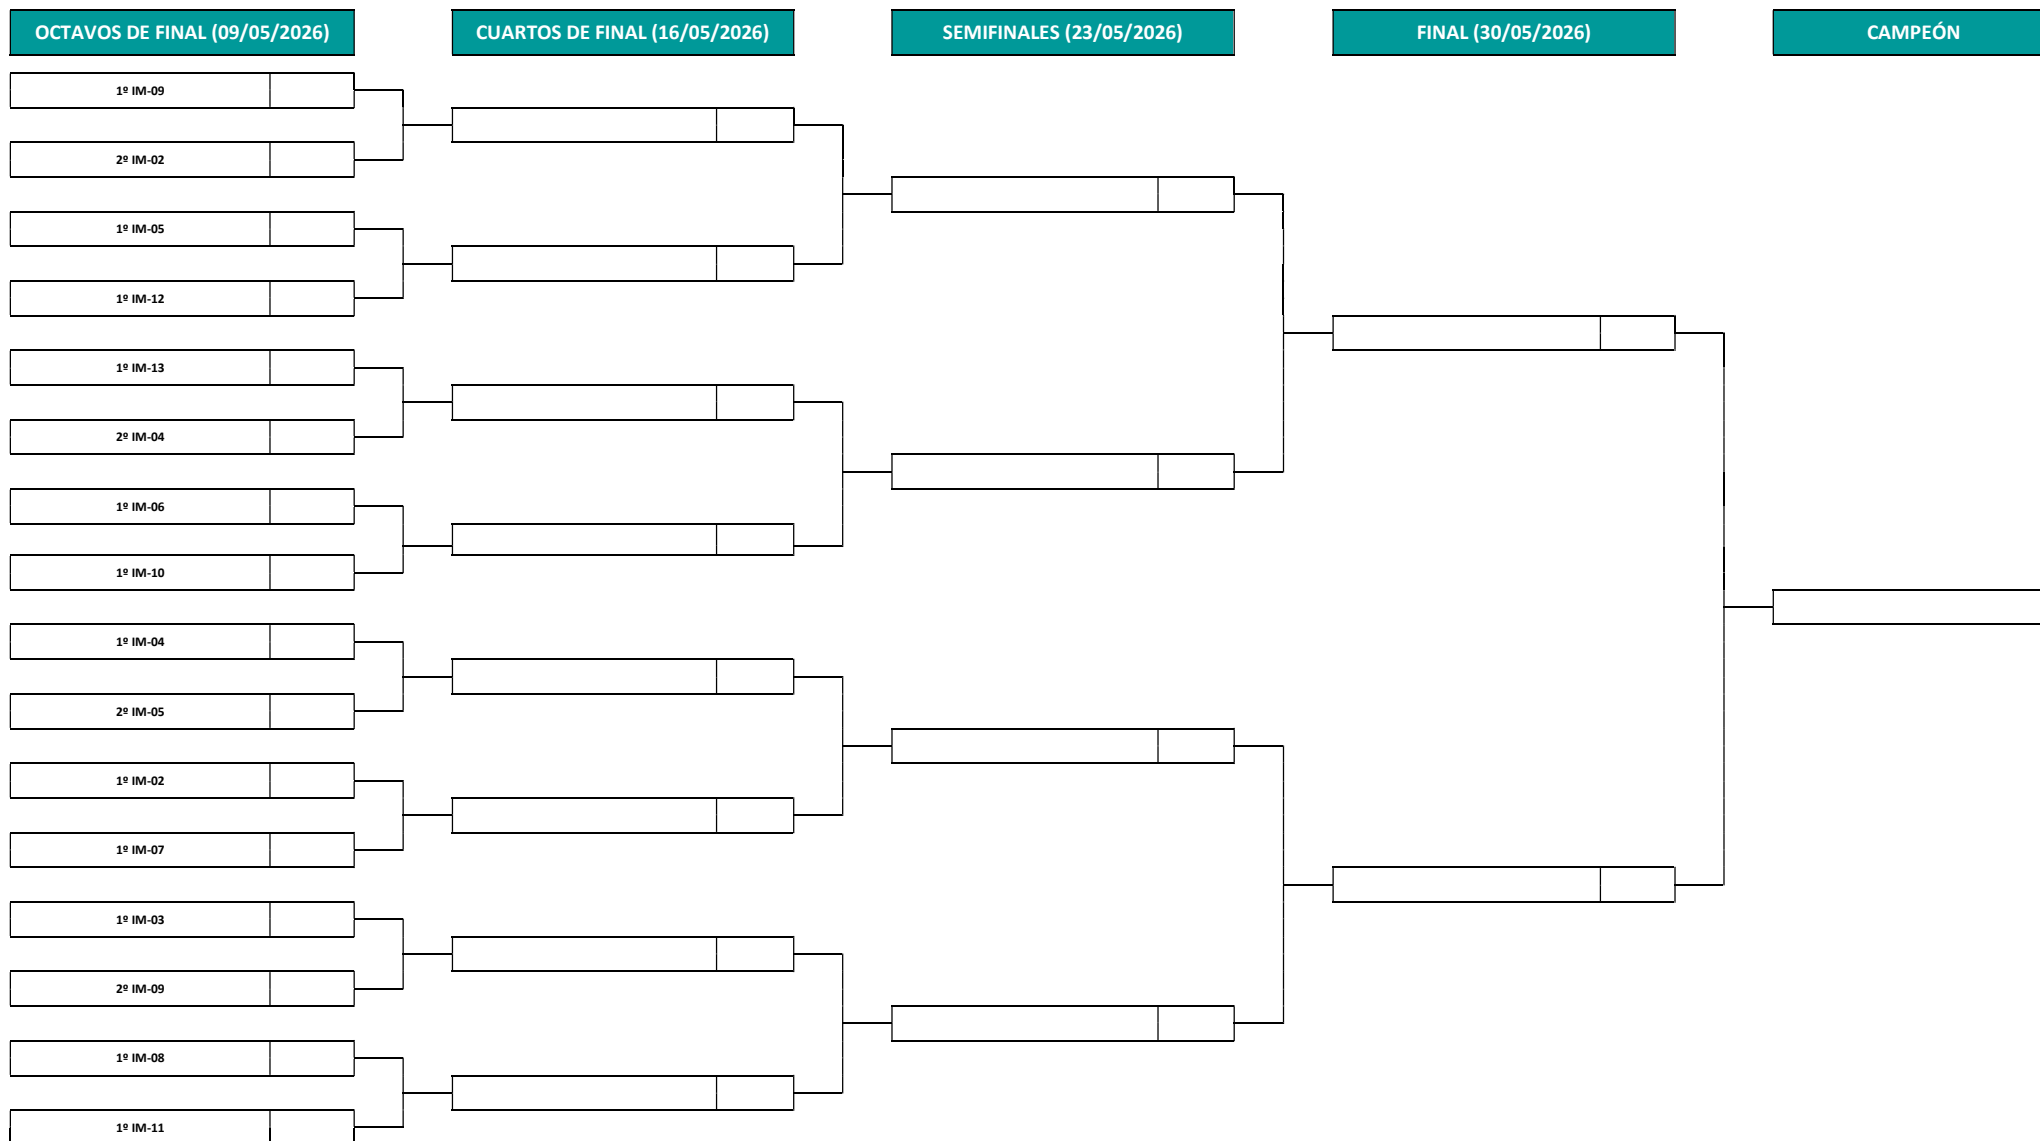 OCTAVOS DE FINAL (09/05/2026)
CUARTOS DE FINAL (16/05/2026)
SEMIFINALES (23/05/2026)
FINAL (30/05/2026)
CAMPEÓN
1º IM-09
2º IM-02
1º IM-05
1º IM-12
1º IM-13
2º IM-04
1º IM-06
1º IM-10
1º IM-04
2º IM-05
1º IM-02
1º IM-07
1º IM-03
2º IM-09
1º IM-08
1º IM-11